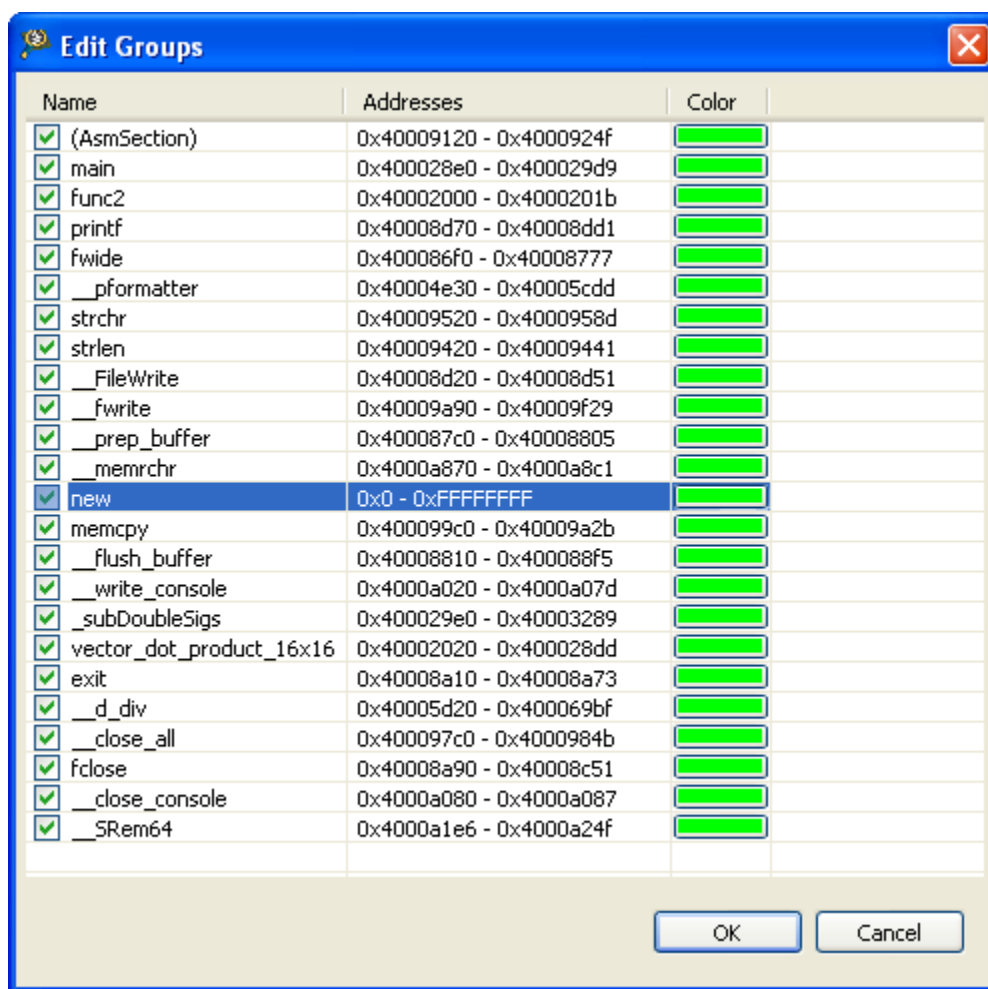 Edit Groups
Name Addresses Color
(AsmSection) 0x40009120 - 0x4000924f
main 0x400028e0 - 0x400029d9
func2 0x40002000 - 0x4000201b
printf 0x40008d70 - 0x40008dd1
fwide 0x400086f0 - 0x40008777
__pformatter 0x40004e30 - 0x40005cdd
strchr 0x40009520 - 0x4000958d
strlen 0x40009420 - 0x40009441
__FileWrite 0x40008d20 - 0x40008d51
__fwrite 0x40009a90 - 0x40009f29
__prep_buffer 0x400087c0 - 0x40008805
__memrchr 0x4000a870 - 0x4000a8c1
new 0x0 - 0xFFFFFFFF
memcpy 0x400099c0 - 0x40009a2b
__flush_buffer 0x40008810 - 0x400088f5
__write_console 0x4000a020 - 0x4000a07d
_subDoubleSigs 0x400029e0 - 0x40003289
vector_dot_product_16x16 0x40002020 - 0x400028dd
exit 0x40008a10 - 0x40008a73
__d_div 0x40005d20 - 0x400069bf
__close_all 0x400097c0 - 0x4000984b
fclose 0x40008a90 - 0x40008c51
__close_console 0x4000a080 - 0x4000a087
__SRem64 0x4000a1e6 - 0x4000a24f
OK Cancel